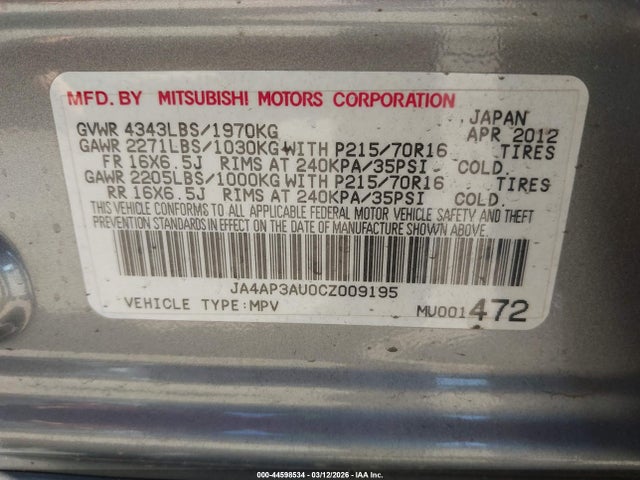 MFD. BY MITSUBISHI MOTORS CORPORATION
JAPAN
GVWR 4343LBS/1970KG APR 2012
GAWR 2271LBS/1030KG WITH P215/70R16 TIRES
FR 16X6.5J RIMS AT 240KPA/35PSI COLD.
GAWR 2205LBS/1000KG WITH P215/70R16 TIRES
RR 16X6.5J RIMS AT 240KPA/35PSI COLD.
THIS VEHICLE CONFORMS TO ALL APPLICABLE FEDERAL MOTOR VEHICLE SAFETY AND THEFT
PREVENTION STANDARDS IN EFFECT ON THE DATE OF MANUFACTURE SHOWN ABOVE.
JA4AP3AU0CZ009195
VEHICLE TYPE:MPV MU001472
000-44598534 - 03/12/2026 - IAA Inc.